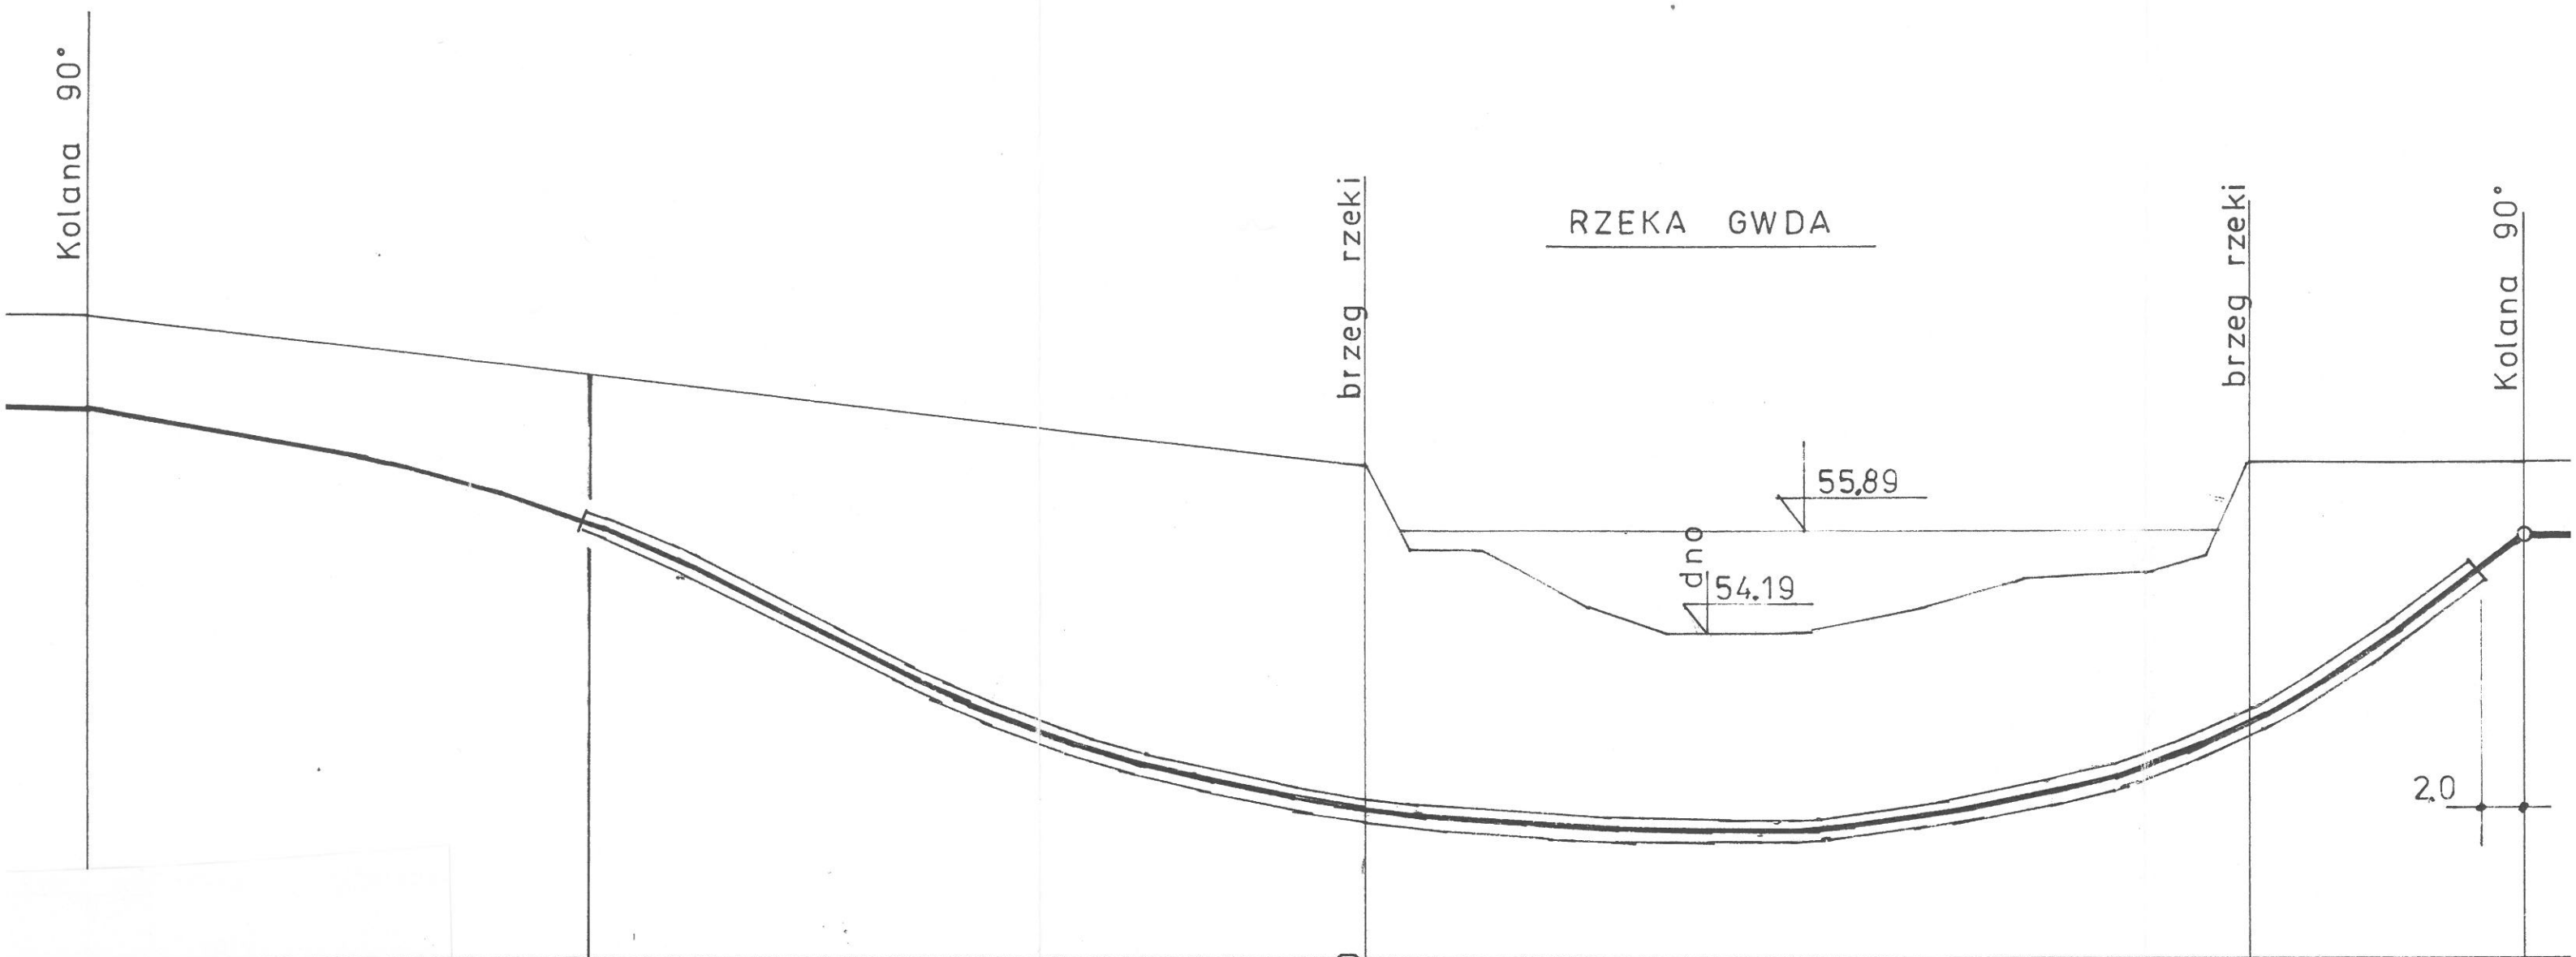 Kolana 90°
brzeg rzeki
RZEKA GWDA
brzeg rzeki
Kolana 90°
55,89
dno
54.19
2,0